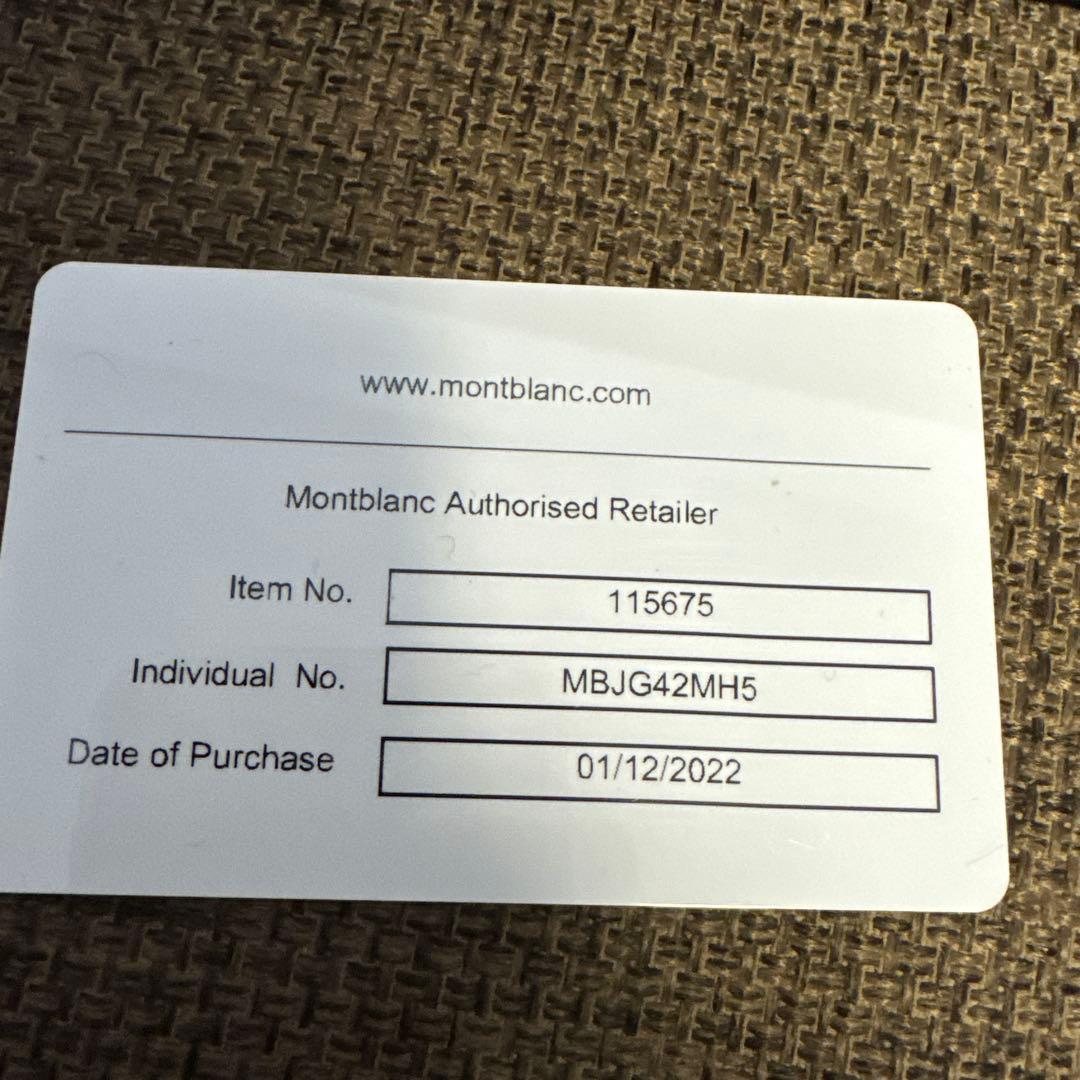 www.montblanc.com
Montblanc Authorised Retailer
Item No. 115675
Individual No. MBJG42MH5
Date of Purchase 01/12/2022